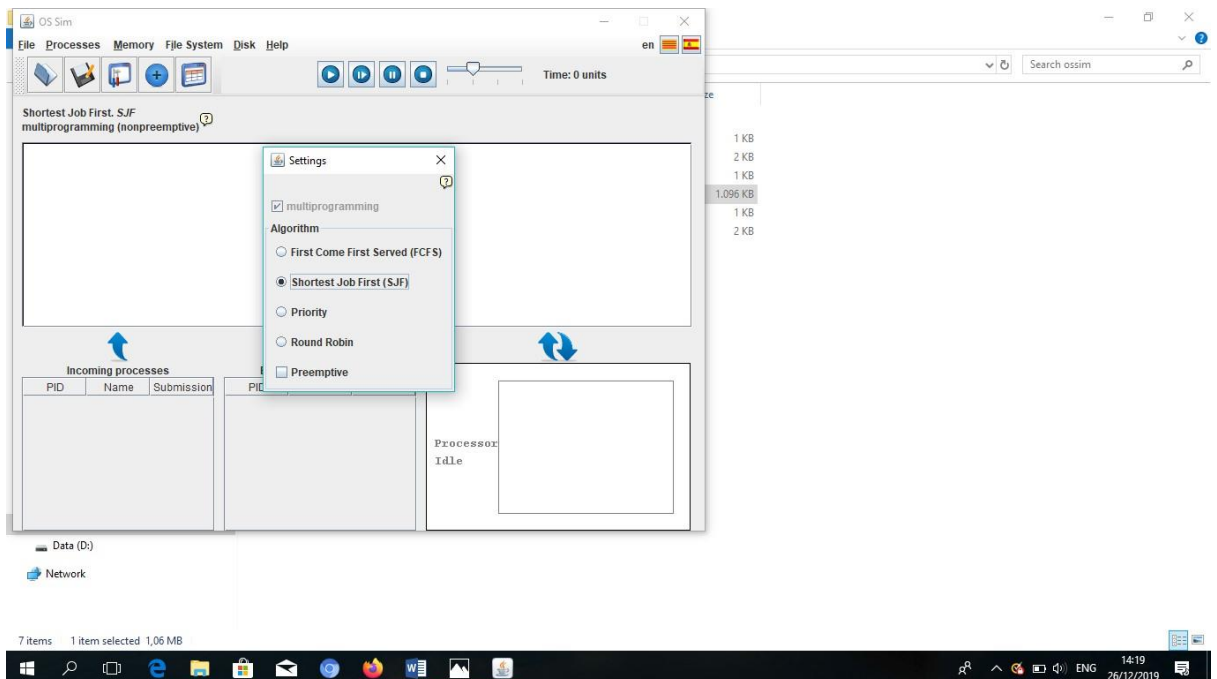 OS Sim
File Processes Memory File System Disk Help
en
Time: 0 units
Search ossim
Shortest Job First. SJF
multiprogramming (nonpreemptive)
1 KB
2 KB
1 KB
1.096 KB
1 KB
2 KB
Settings
multiprogramming
Algorithm
First Come First Served (FCFS)
Shortest Job First (SJF)
Priority
Round Robin
Preemptive
Incoming processes
PID Name Submission
Processor
Idle
Data (D:)
Network
7 items 1 item selected 1,06 MB
ENG
14:19
26/12/2019